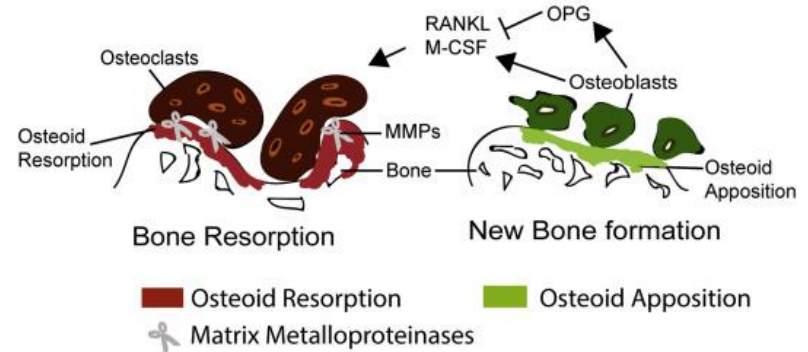 RANKL
M-CSF
OPG
Osteoclasts
Osteoblasts
Osteoid
Resorption
MMPs
Bone
Osteoid
Apposition
Bone Resorption
New Bone formation
Osteoid Resorption
Osteoid Apposition
Matrix Metalloproteinases